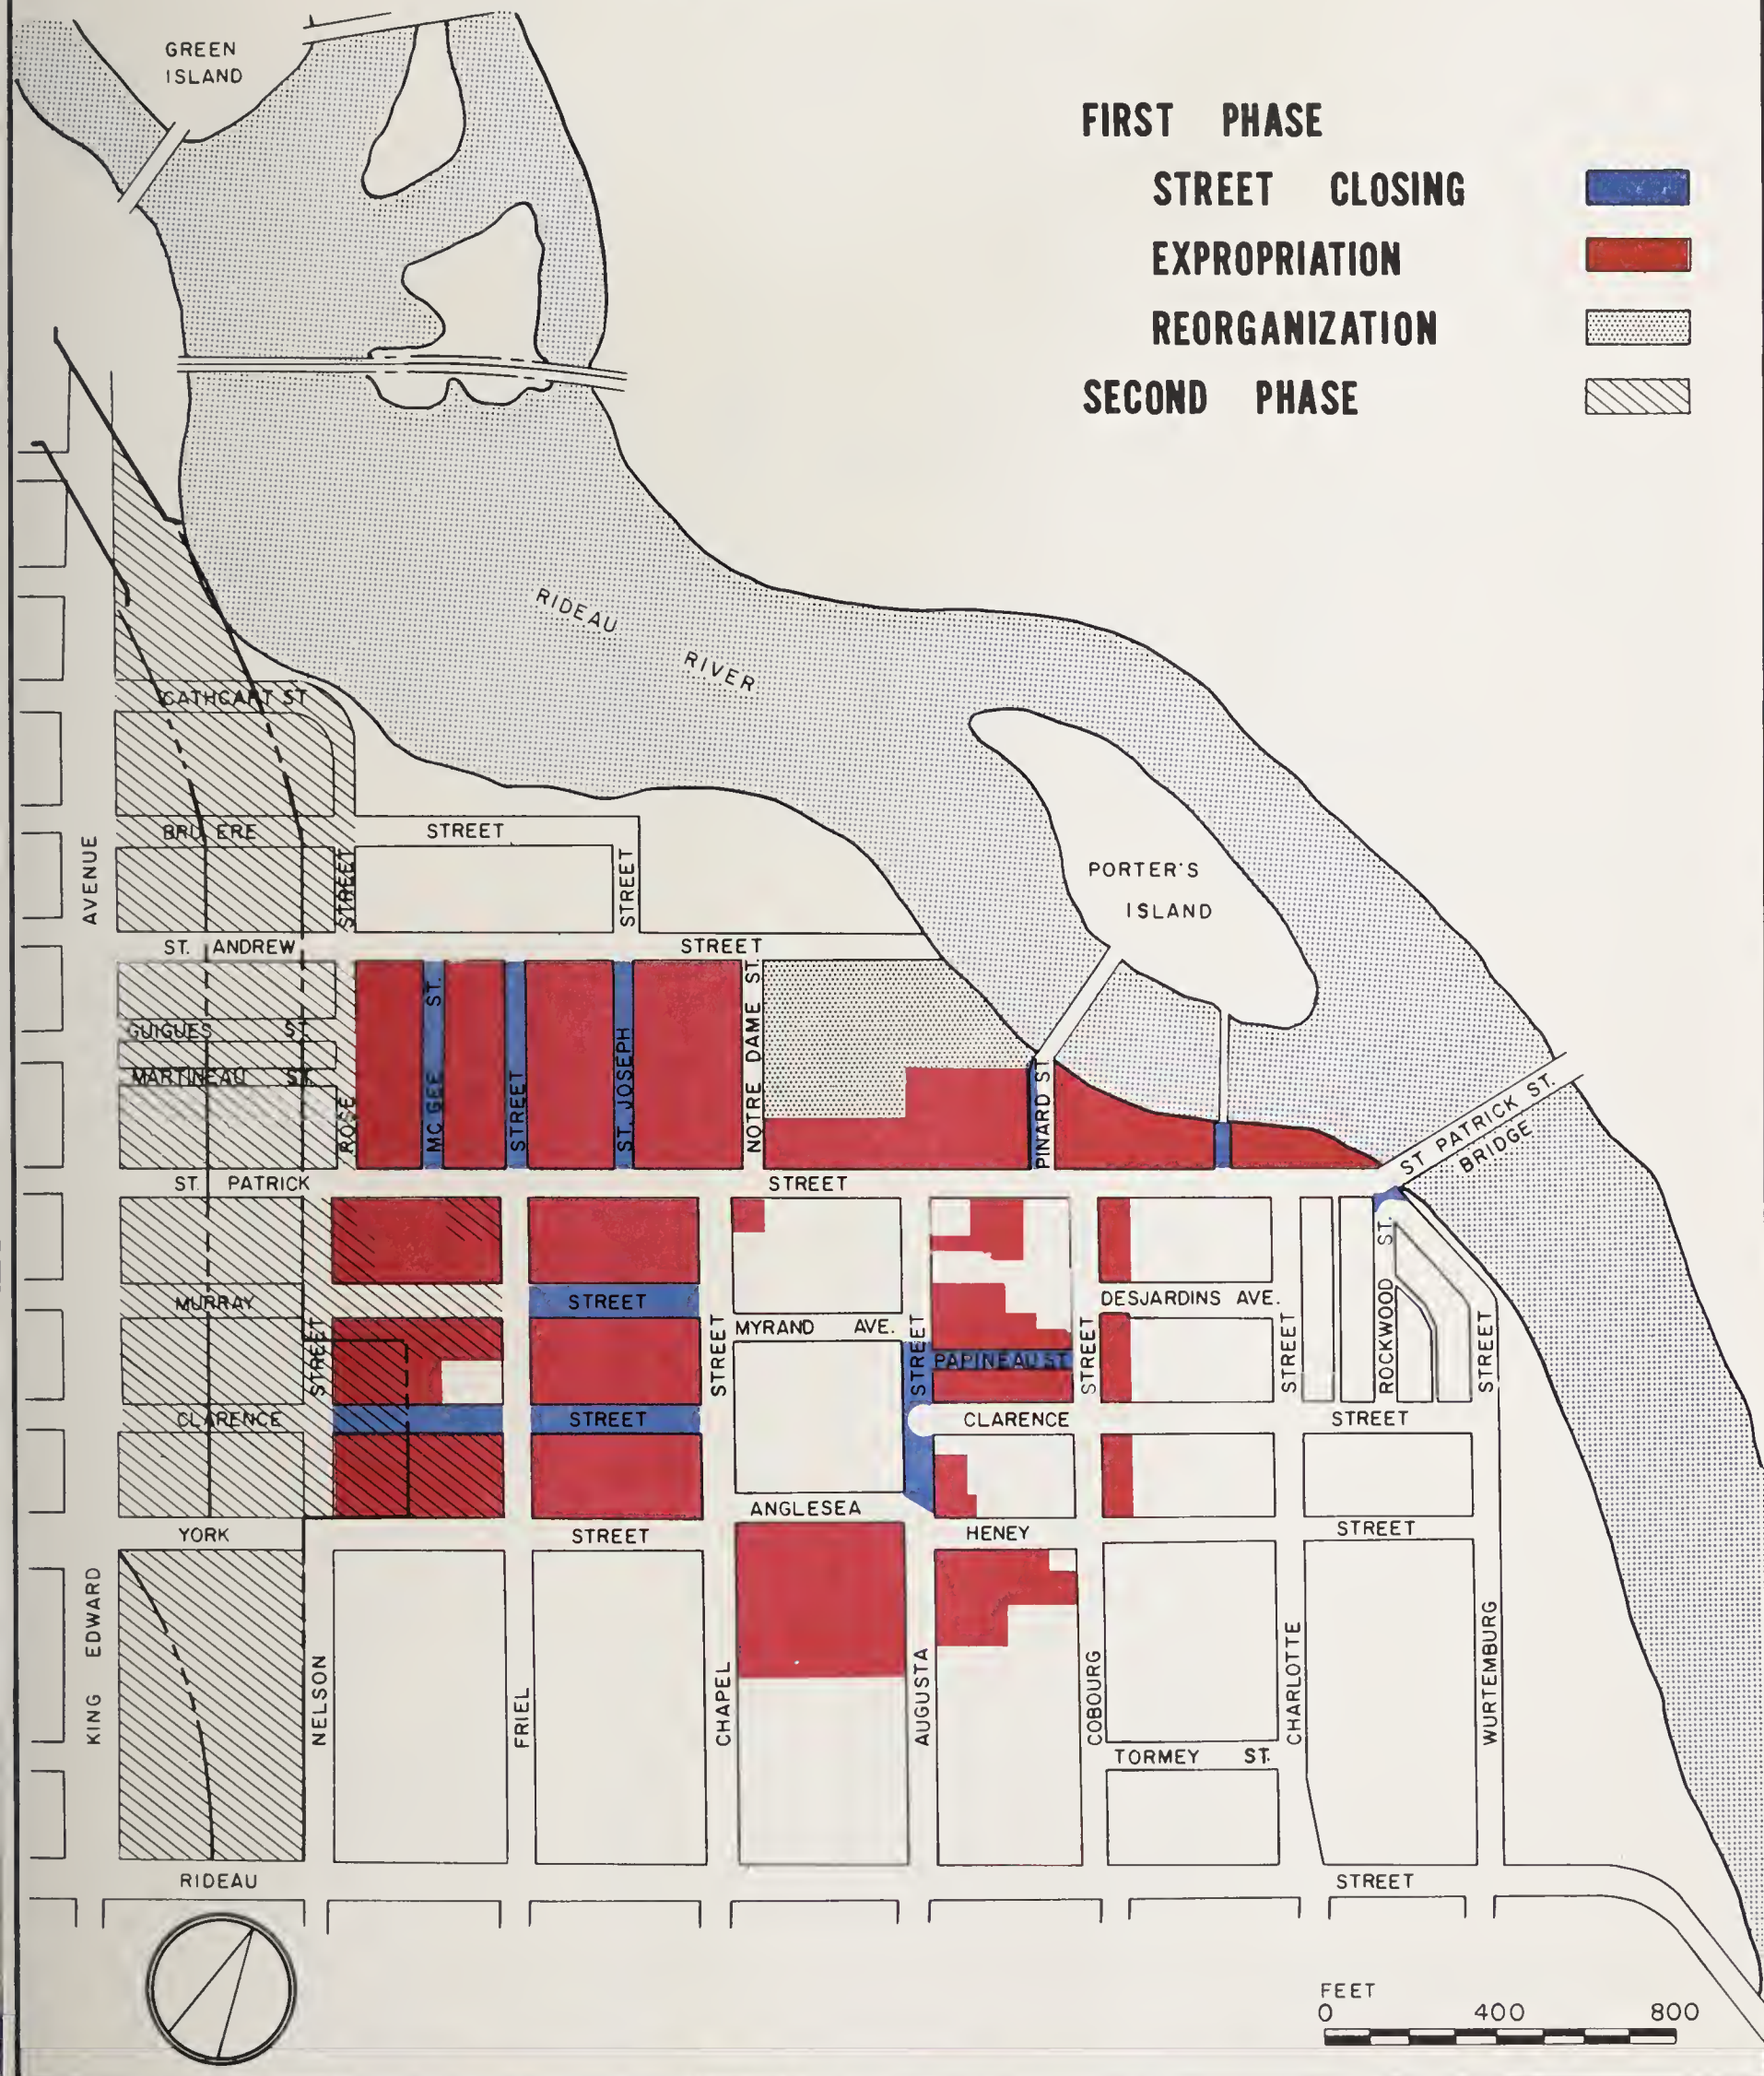 GREEN
ISLAND
FIRST PHASE
STREET CLOSING
EXPROPRIATION
REORGANIZATION
SECOND PHASE
RIDEAU
RIVER
CATHCART ST
BRUYERE STREET
PORTER'S
ISLAND
AVENUE
STREET
STREET
ST. ANDREW STREET
GUIGUES ST
MARTINEAU ST.
ROSE
MC GEE ST.
STREET
ST. JOSEPH
NOTRE DAME ST.
PINARD ST.
ST PATRICK ST.
BRIDGE
ST. PATRICK STREET
MURRAY STREET
DESJARDINS AVE.
MYRAND AVE.
STREET
STREET
STREET
PAPINEAU ST
STREET
STREET
ROCKWOOD ST.
STREET
CLARENCE STREET CLARENCE STREET
ANGLESEA
YORK STREET HENEY STREET
KING EDWARD
NELSON
FRIEL
CHAPEL
AUGUSTA
COBOURG
CHARLOTTE
WURTEMBURG
TORMEY ST.
RIDEAU STREET
FEET
0 400 800